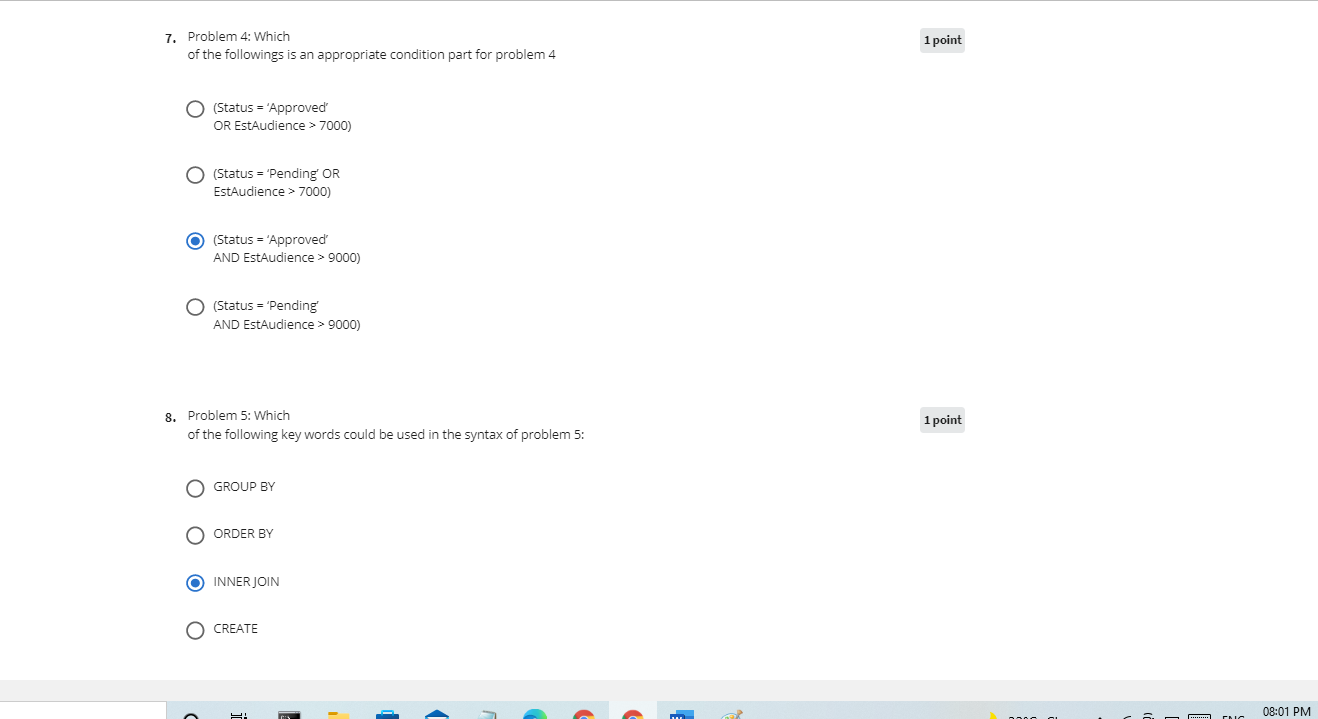 7. Problem 4: Which
1 point
of the followings is an appropriate condition part for problem 4
(Status = ‘Approved’
OR EstAudience > 7000)
(Status = ‘Pending’ OR
EstAudience > 7000)
(Status = ‘Approved’
AND EstAudience > 9000)
(Status = ‘Pending’
AND EstAudience > 9000)
8. Problem 5: Which
1 point
of the following key words could be used in the syntax of problem 5:
GROUP BY
ORDER BY
INNER JOIN
CREATE
08:01 PM